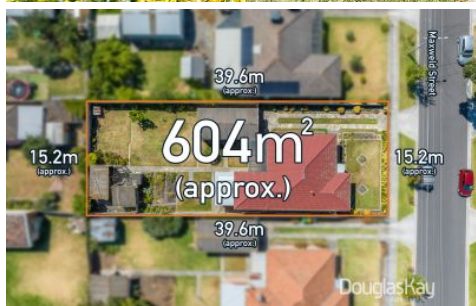 39.6m
(approx.)
Maxweld Street
604m²
(approx.)
15.2m
(approx.)
15.2m
(approx.)
39.6m
(approx.)
DouglasKay